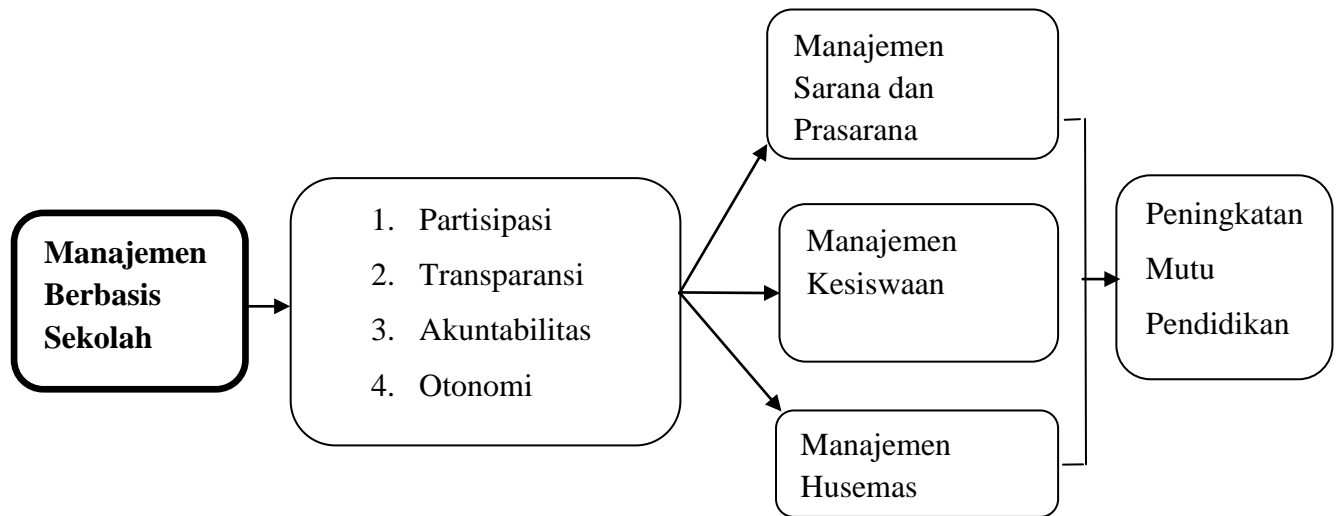 Manajemen
Berbasis
Sekolah
1. Partisipasi
2. Transparansi
3. Akuntabilitas
4. Otonomi
Manajemen
Sarana dan
Prasarana
Manajemen
Kesiswaan
Manajemen
Husemas
Peningkatan
Mutu
Pendidikan